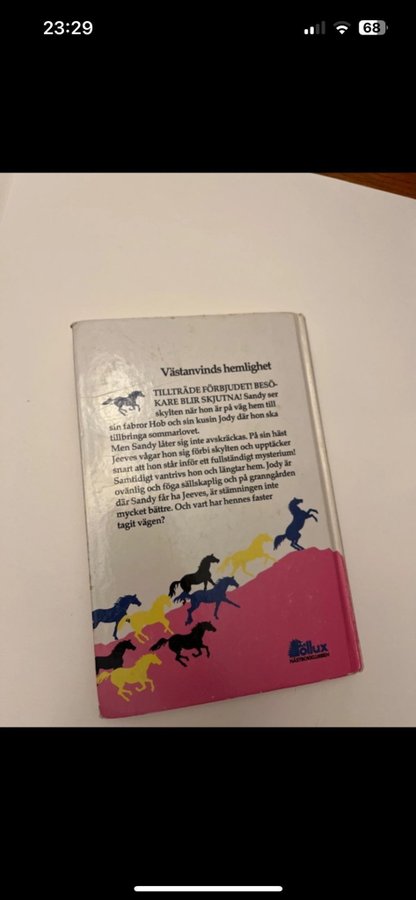 23:29
68
Västanvinds hemlighet
TILLTRÄDE FÖRBJUDET! BESÖ-
KARE BLIR SKJUTNA! Sandy ser
skylten när hon är på väg hem till
sin farbror Hob och sin kusin Jody där hon ska
tillbringa sommarlovet.
Men Sandy låter sig inte avskräckas. På sin häst
Jeeves vågar hon sig förbi skylten och upptäcker
snart att hon står inför ett fullständigt mysterium!
Samtidigt vantrivs hon och längtar hem. Jody är
ovänlig och föga sällskaplig och på granngården
där Sandy får ha Jeeves, är stämningen inte
mycket bättre. Och vart har hennes faster
tagit vägen?
Pollux
HÄSTBOKKLUBBEN